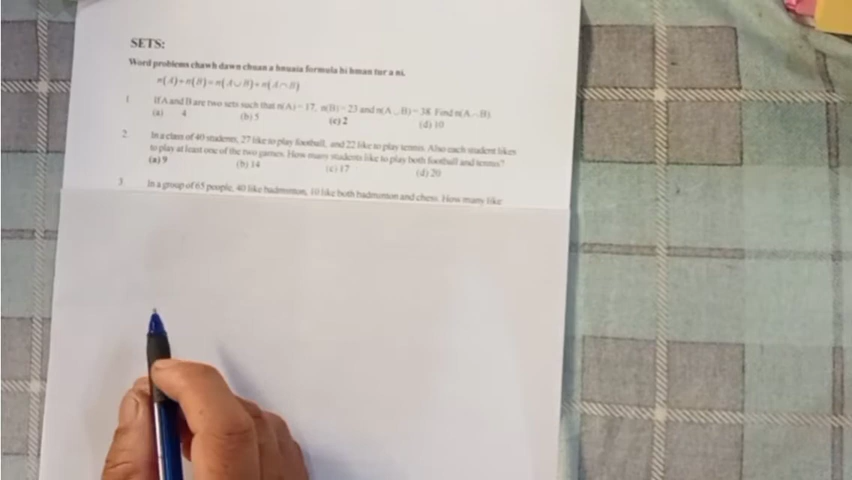 SETS:
Word problems chawh dawn chuan a hnuaia formula hi hman tur a ni.
n(A)+n(B)=n(A∪B)+n(A∩B)
1 If A and B are two sets such that n(A) = 17, n(B) = 23 and n(A ∪ B) = 38. Find n(A ∩ B)
(a) 4 (b) 5 (c) 2 (d) 10
2. In a class of 40 students, 27 like to play football, and 22 like to play tennis. Also each student likes
to play at least one of the two games. How many students like to play both football and tennis?
(a) 9 (b) 14 (c) 17 (d) 20
3 In a group of 65 people, 40 like badminton, 10 like both badminton and chess. How many like